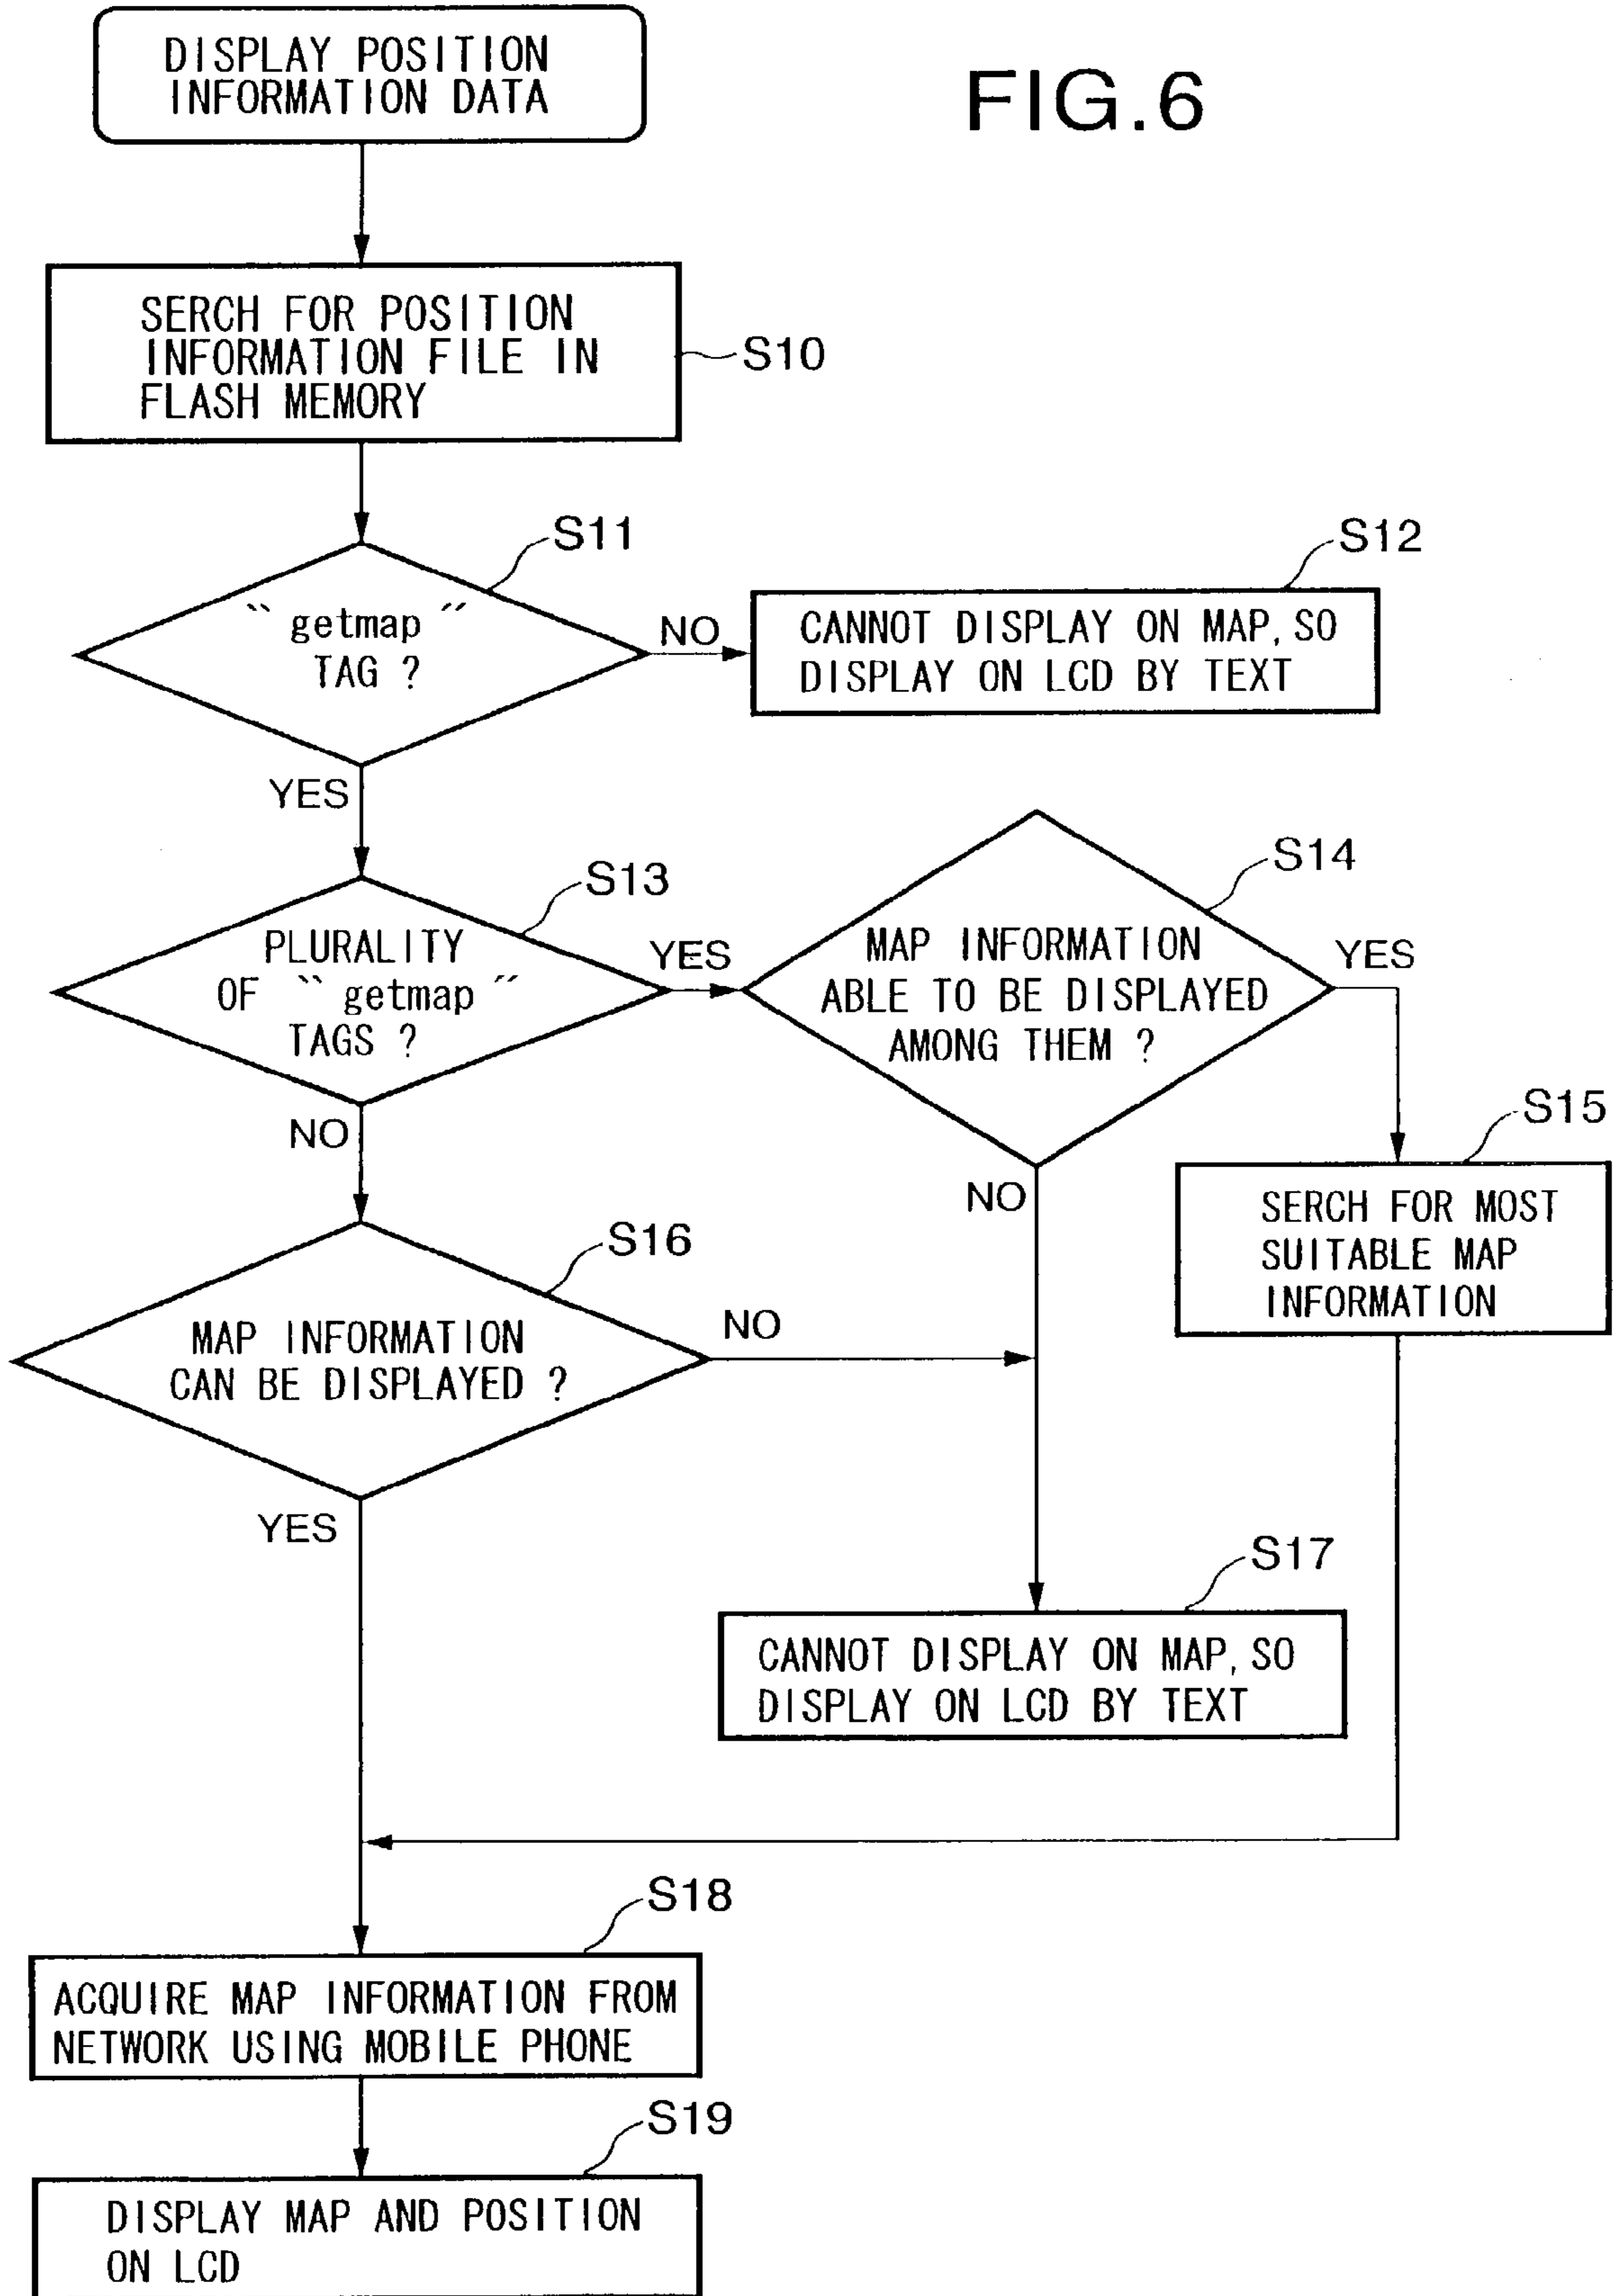 DISPLAY POSITION
INFORMATION DATA
FIG.6
SERCH FOR POSITION
INFORMATION FILE IN
FLASH MEMORY
S10
S11
`` getmap ´´
TAG ?
NO
S12
CANNOT DISPLAY ON MAP, SO
DISPLAY ON LCD BY TEXT
YES
S13
PLURALITY
OF `` getmap ´´
TAGS ?
YES
S14
MAP INFORMATION
ABLE TO BE DISPLAYED
AMONG THEM ?
YES
NO
NO
S15
SERCH FOR MOST
SUITABLE MAP
INFORMATION
S16
MAP INFORMATION
CAN BE DISPLAYED ?
NO
YES
S17
CANNOT DISPLAY ON MAP, SO
DISPLAY ON LCD BY TEXT
S18
ACQUIRE MAP INFORMATION FROM
NETWORK USING MOBILE PHONE
S19
DISPLAY MAP AND POSITION
ON LCD